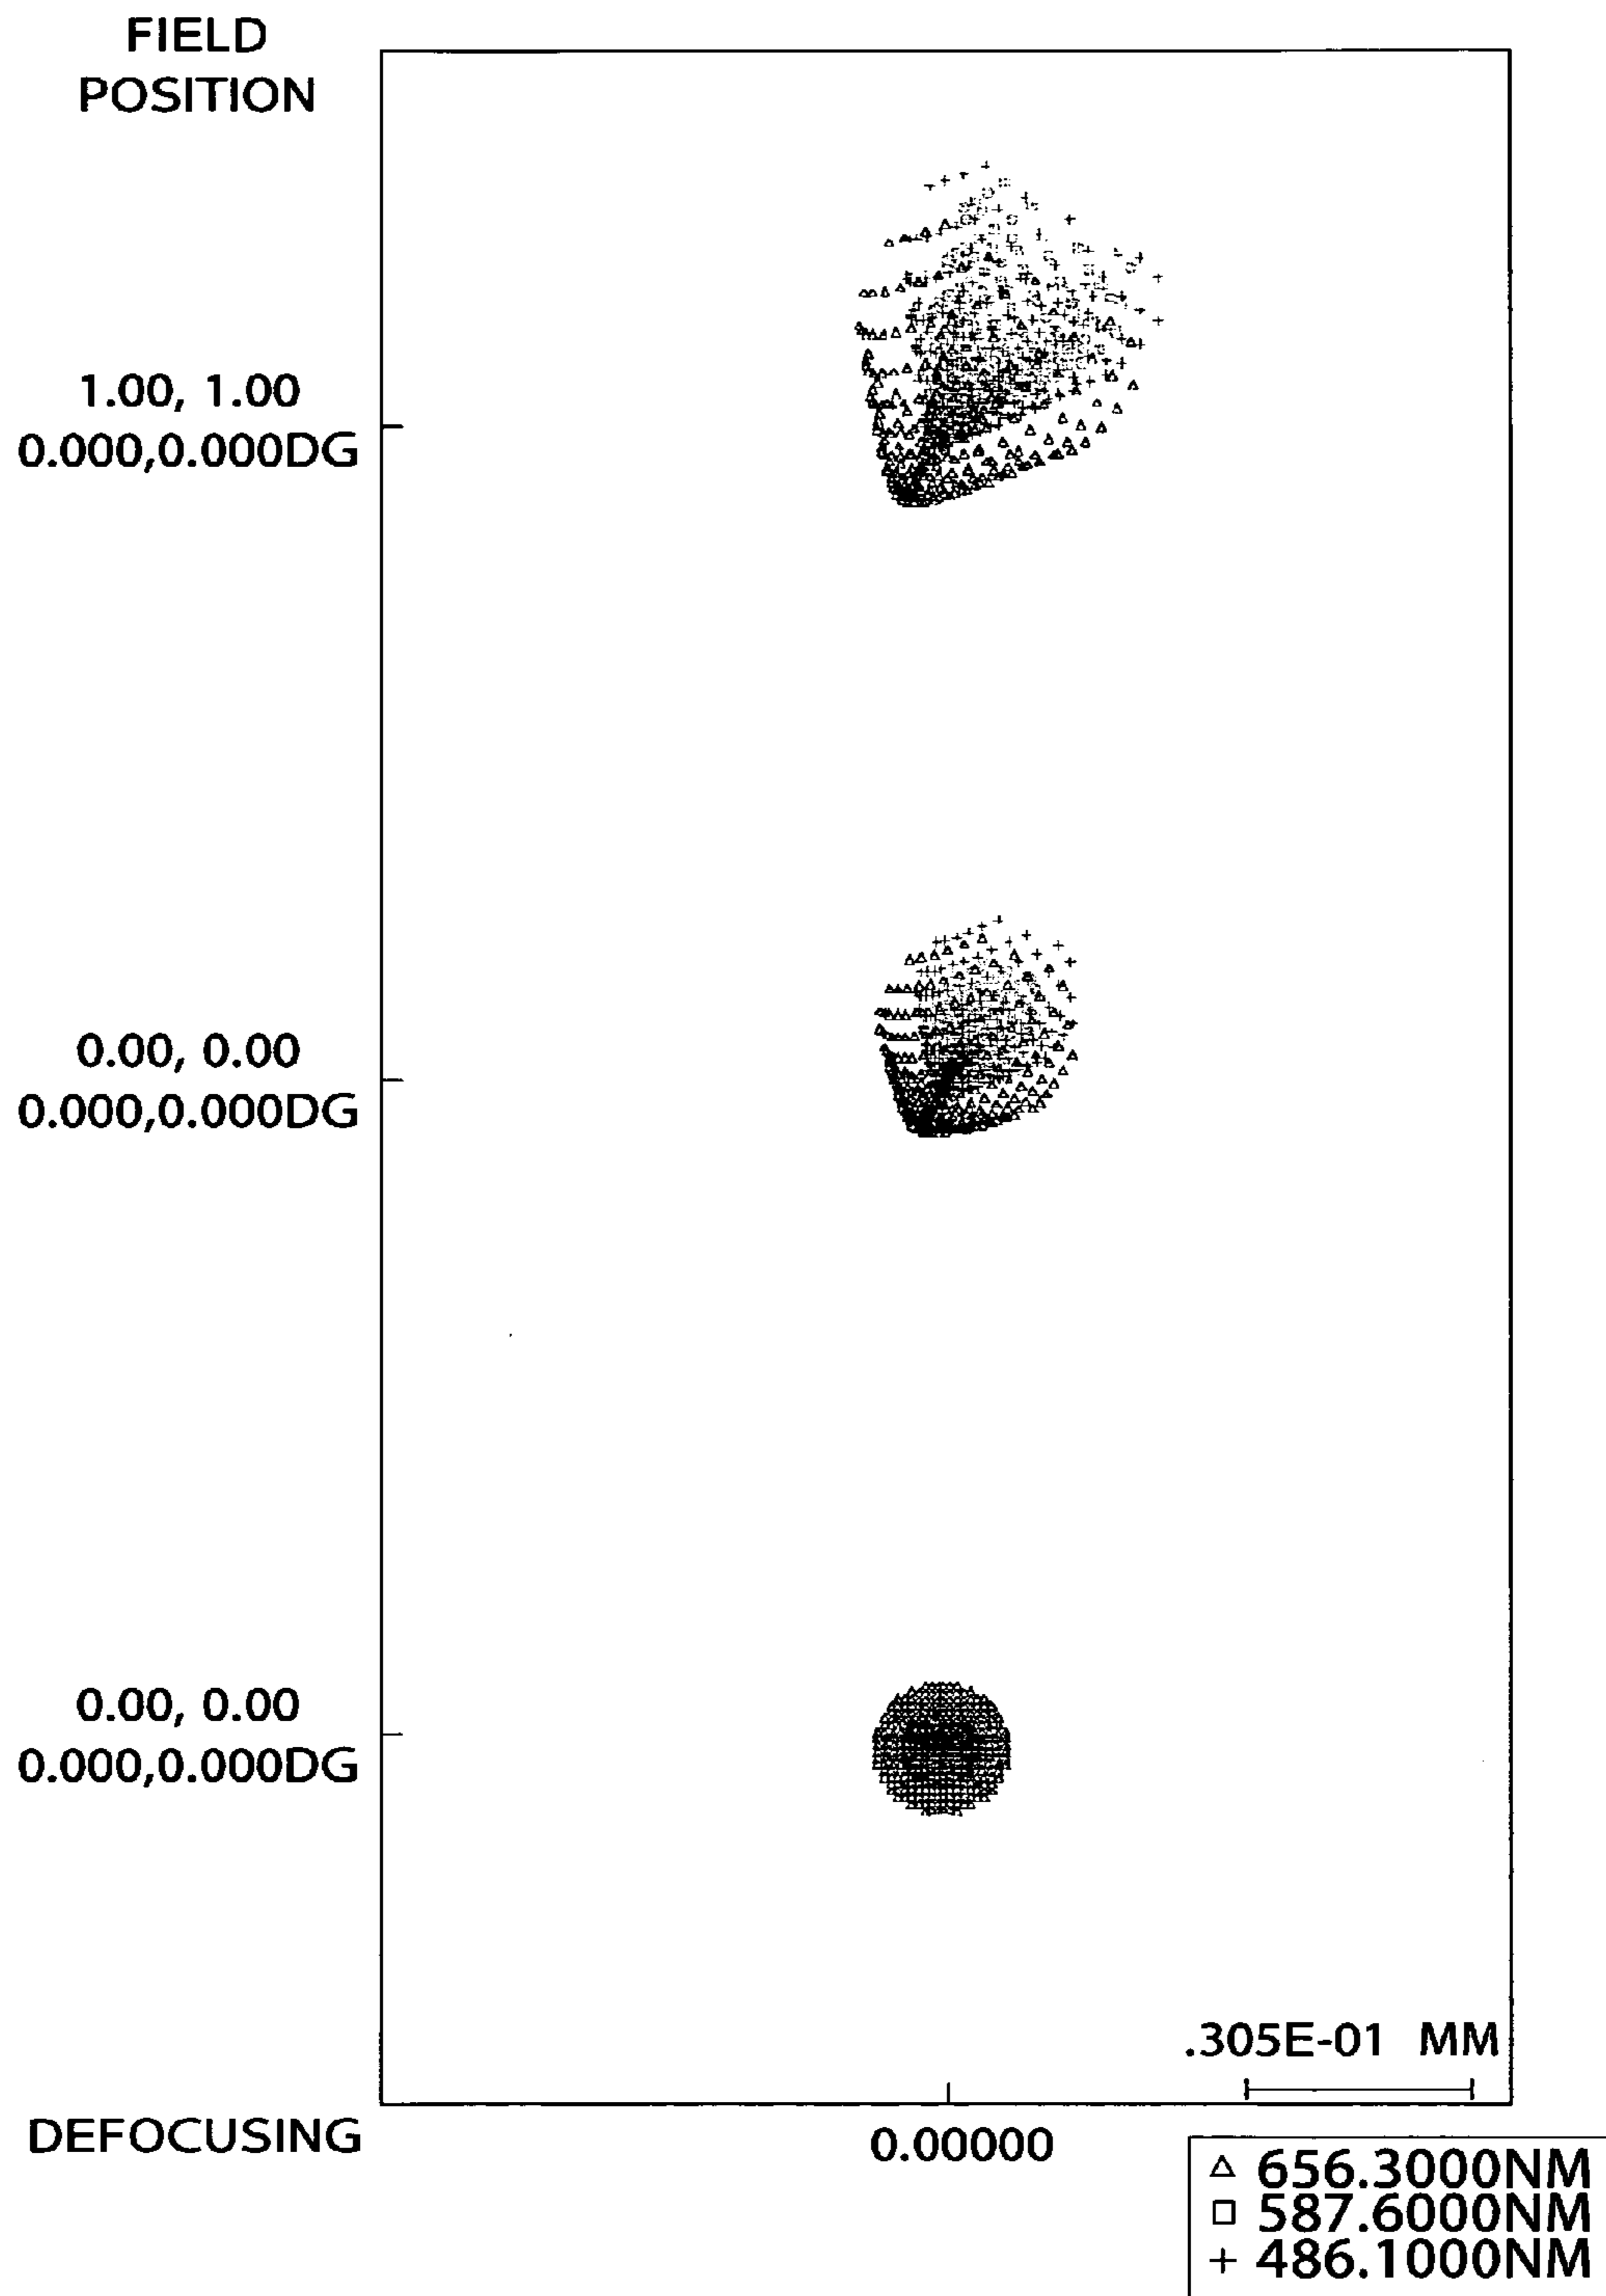 FIELD
POSITION
1.00, 1.00
0.000,0.000DG
0.00, 0.00
0.000,0.000DG
0.00, 0.00
0.000,0.000DG
.305E-01 MM
DEFOCUSING
0.00000
656.3000NM
587.6000NM
486.1000NM